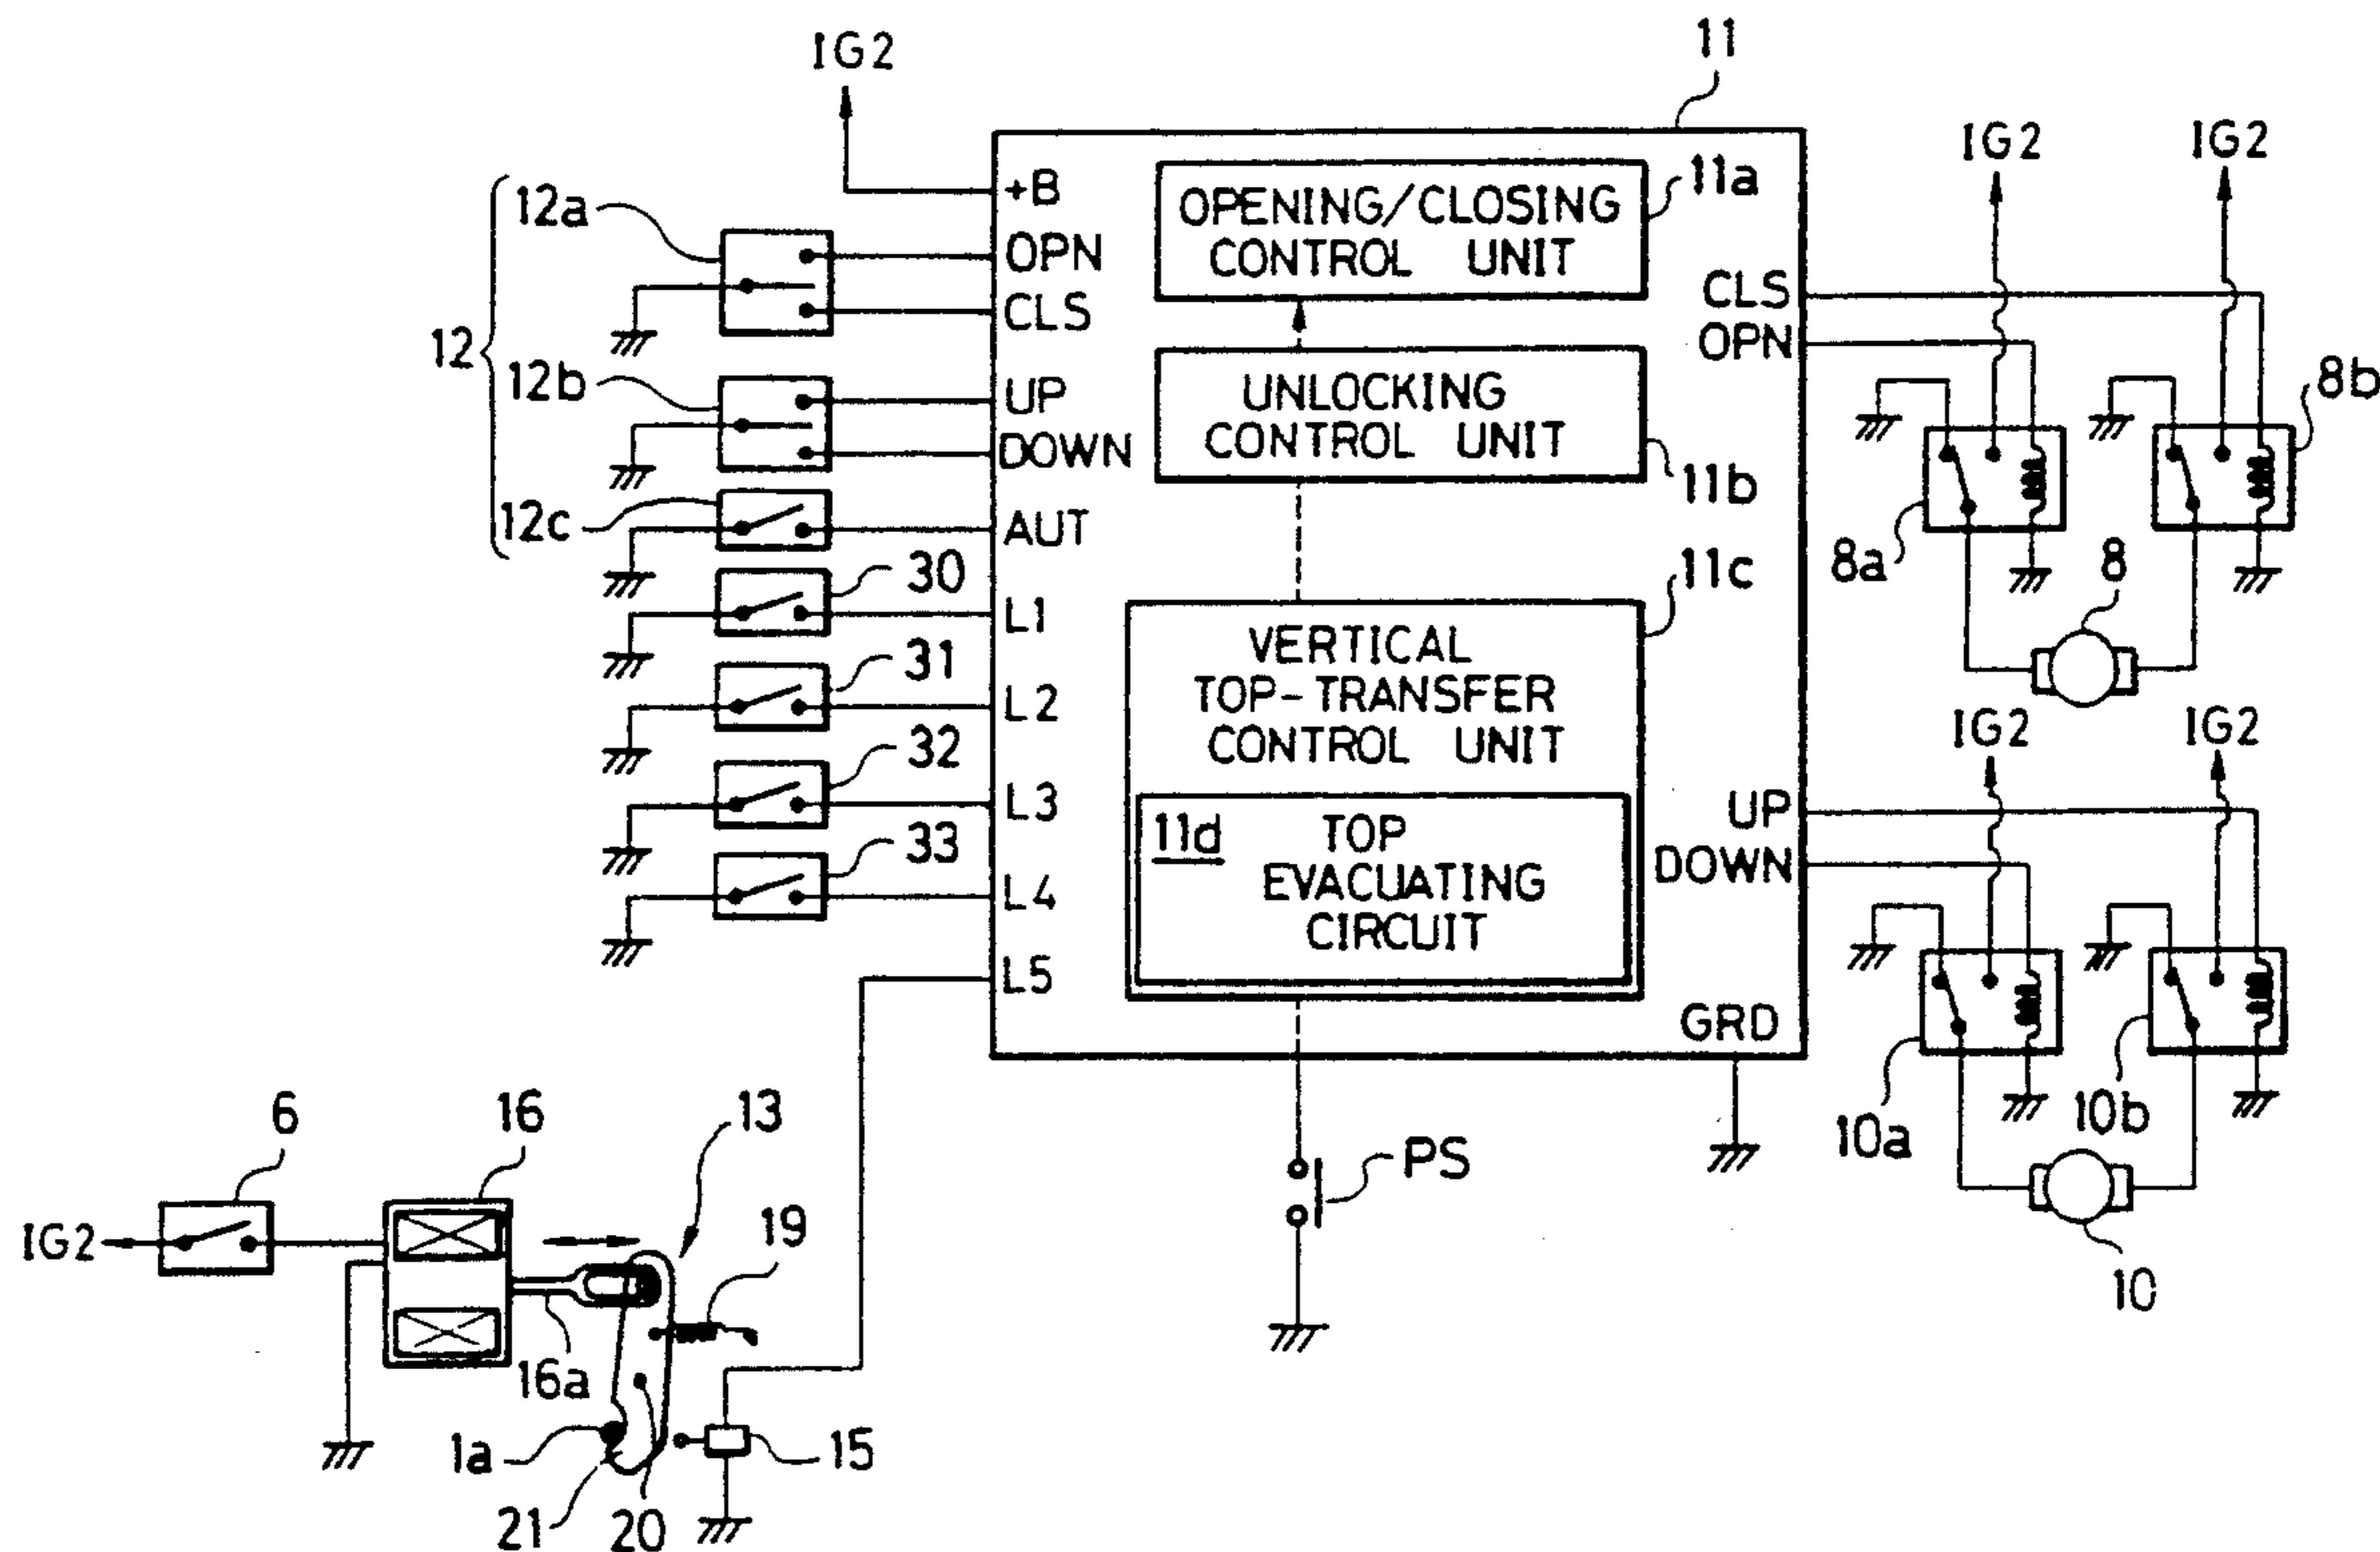 IG2
11
+B
OPN
CLS
UP
DOWN
AUT
L1
L2
L3
L4
L5
12
12a
12b
12c
30
31
32
33
OPENING/CLOSING
CONTROL UNIT
11a
UNLOCKING
CONTROL UNIT
11b
VERTICAL
TOP-TRANSFER
CONTROL UNIT
11c
11d
TOP
EVACUATING
CIRCUIT
CLS
OPN
UP
DOWN
GRD
IG2
IG2
8a
8b
8
IG2
IG2
10a
10b
10
PS
IG2
6
16
16a
13
19
1a
21
20
15